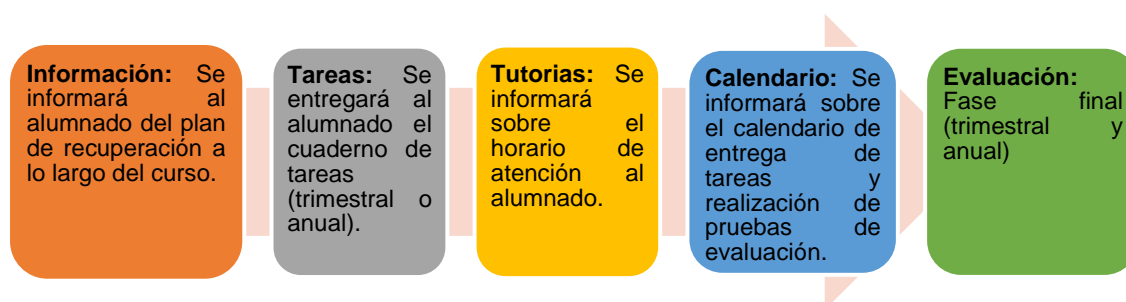 Información: Se
informará al
alumnado del plan
de recuperación a
lo largo del curso.
Tareas: Se
entregará al
alumnado el
cuaderno de
tareas
(trimestral o
anual).
Tutorias: Se
informará
sobre el
horario de
atención al
alumnado.
Calendario: Se
informará sobre
el calendario de
entrega de
tareas y
realización de
pruebas de
evaluación.
Evaluación:
Fase final
(trimestral y
anual)